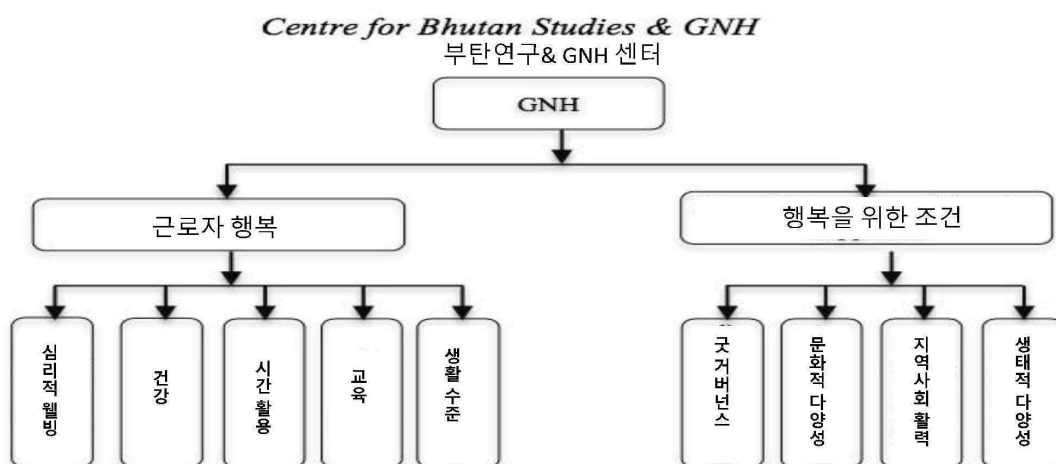 Centre for Bhutan Studies & GNH
부탄연구& GNH 센터
GNH
근로자 행복
행복을 위한 조건
심리적 웰빙
건강
시간 활용
교육
생활 수준
굿 거버넌스
문화적 다양성
지역사회 활력
생태적 다양성